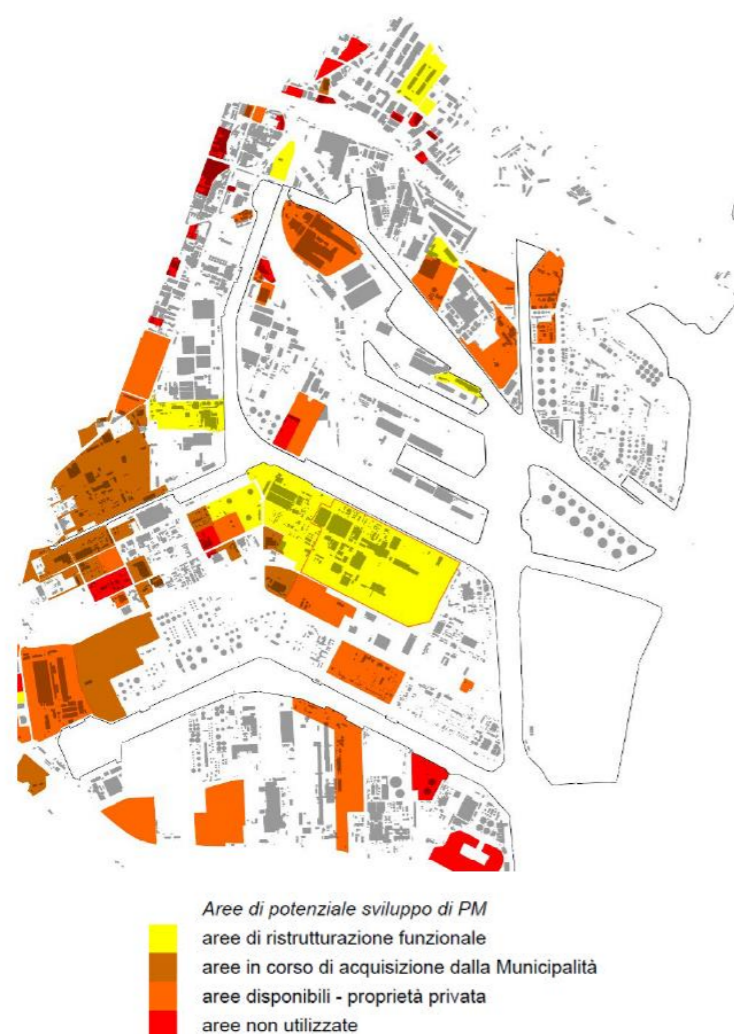 Aree di potenziale sviluppo di PM
aree di ristrutturazione funzionale
aree in corso di acquisizione dalla Municipalità
aree disponibili - proprietà privata
aree non utilizzate